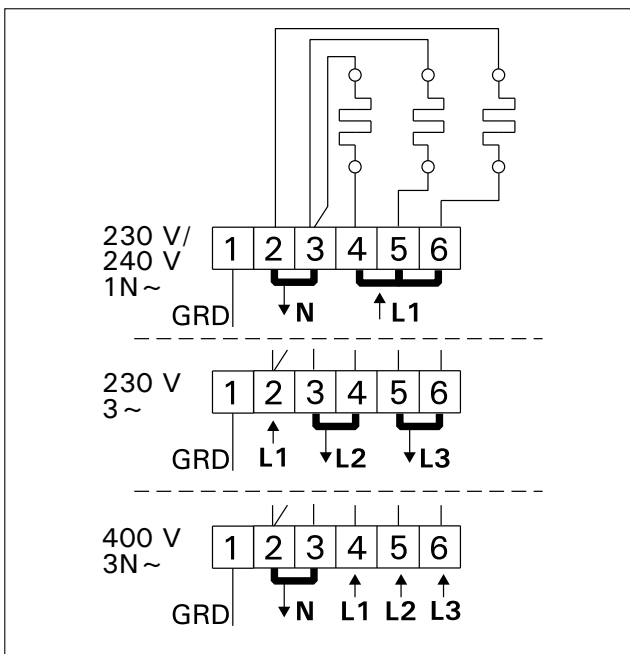 230 V/
240 V
1N~
1 2 3 4 5 6
GRD N L1
230 V
3~
1 2 3 4 5 6
GRD L1 L2 L3
400 V
3N~
1 2 3 4 5 6
GRD N L1 L2 L3